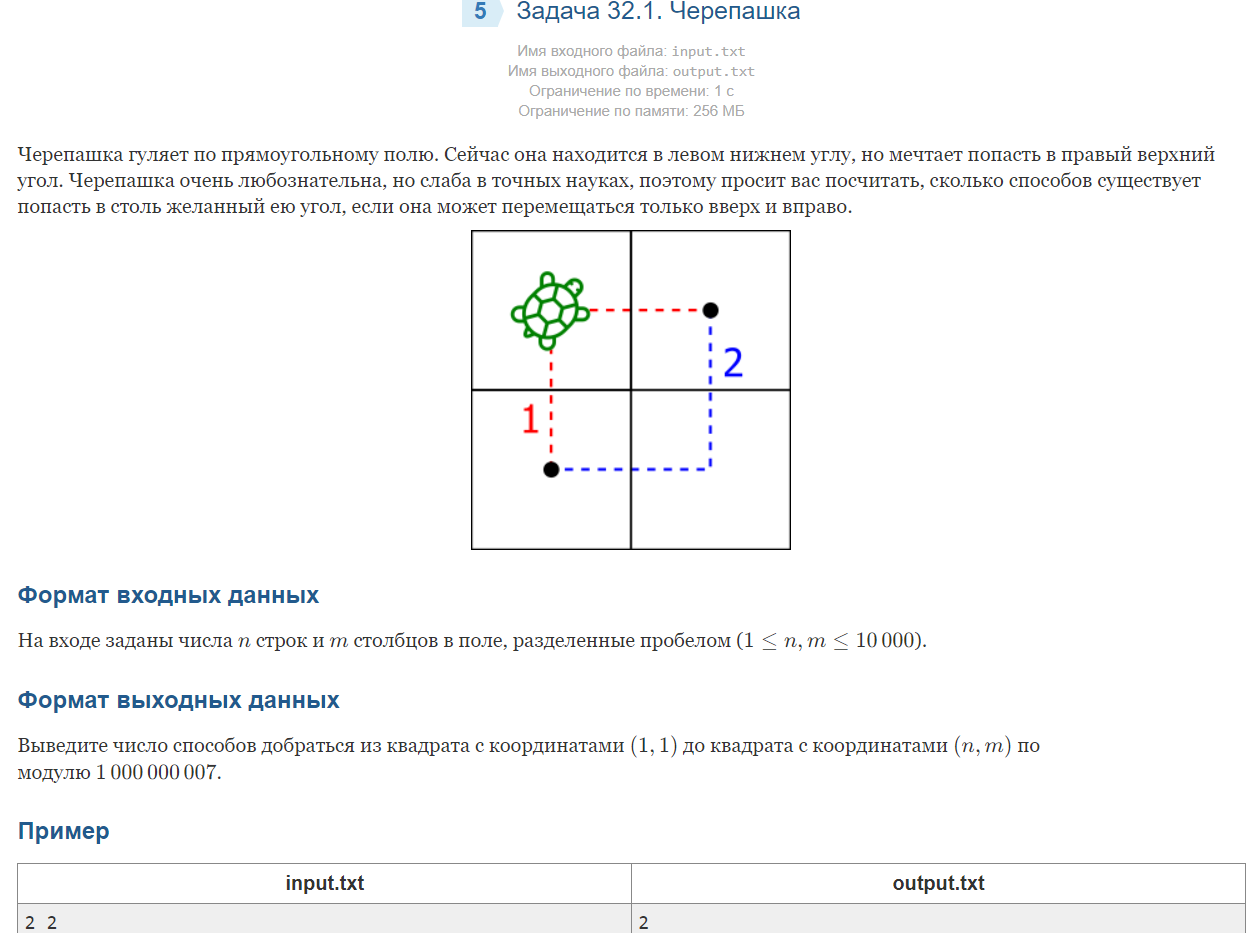 5 Задача 32.1. Черепашка
Имя входного файла: input.txt
Имя выходного файла: output.txt
Ограничение по времени: 1 с
Ограничение по памяти: 256 МБ
Черепашка гуляет по прямоугольному полю. Сейчас она находится в левом нижнем углу, но мечтает попасть в правый верхний
угол. Черепашка очень любознательна, но слаба в точных науках, поэтому просит вас посчитать, сколько способов существует
попасть в столь желанный ею угол, если она может перемещаться только вверх и вправо.
2
1
Формат входных данных
На входе заданы числа n строк и m столбцов в поле, разделенные пробелом (1 ≤ n, m ≤ 10 000).
Формат выходных данных
Выведите число способов добраться из квадрата с координатами (1, 1) до квадрата с координатами (n, m) по
модулю 1 000 000 007.
Пример
input.txt output.txt
2 2 2